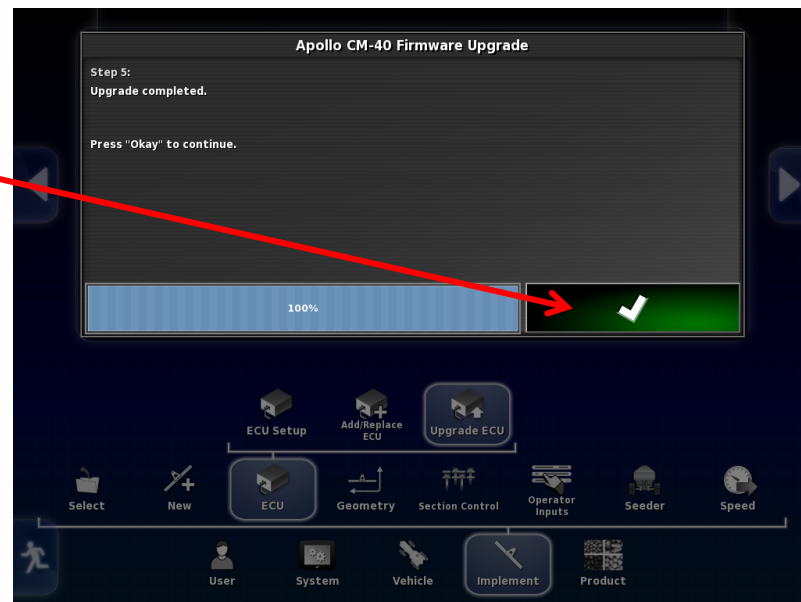 Apollo CM-40 Firmware Upgrade
Step 5:
Upgrade completed.
Press "Okay" to continue.
100%
ECU Setup
Add/Replace
ECU
Upgrade ECU
Select
New
ECU
Geometry
Section Control
Operator
Inputs
Seeder
Speed
User
System
Vehicle
Implement
Product